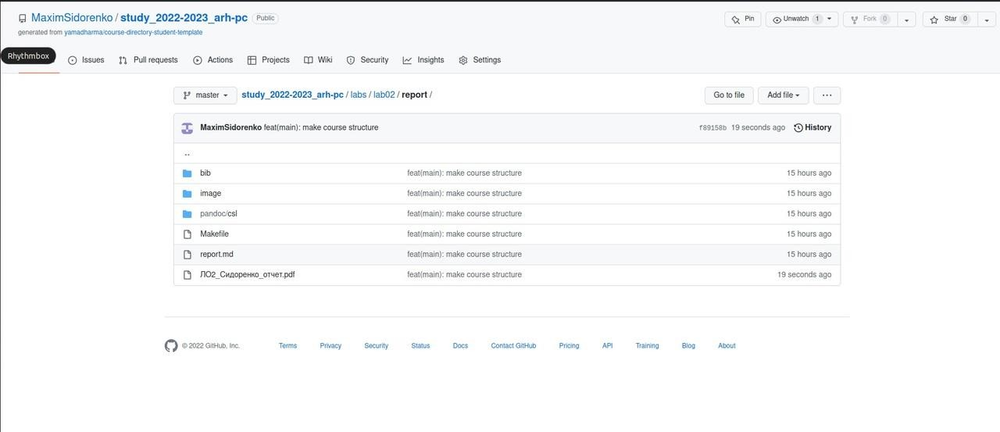 MaximSidorenko / study_2022-2023_arh-pc Public Pin Unwatch 1 Fork 0 Star 0
generated from yamadharma/course-directory-student-template
Rhythmbox Issues Pull requests Actions Projects Wiki Security Insights Settings
master study_2022-2023_arh-pc / labs / lab02 / report / Go to file Add file ···
MaximSidorenko feat(main): make course structure f89158b 19 seconds ago History
..
bib feat(main): make course structure 15 hours ago
image feat(main): make course structure 15 hours ago
pandoc/csl feat(main): make course structure 15 hours ago
Makefile feat(main): make course structure 15 hours ago
report.md feat(main): make course structure 15 hours ago
ЛО2_Сидоренко_отчет.pdf feat(main): make course structure 19 seconds ago
© 2022 GitHub, Inc. Terms Privacy Security Status Docs Contact GitHub Pricing API Training Blog About